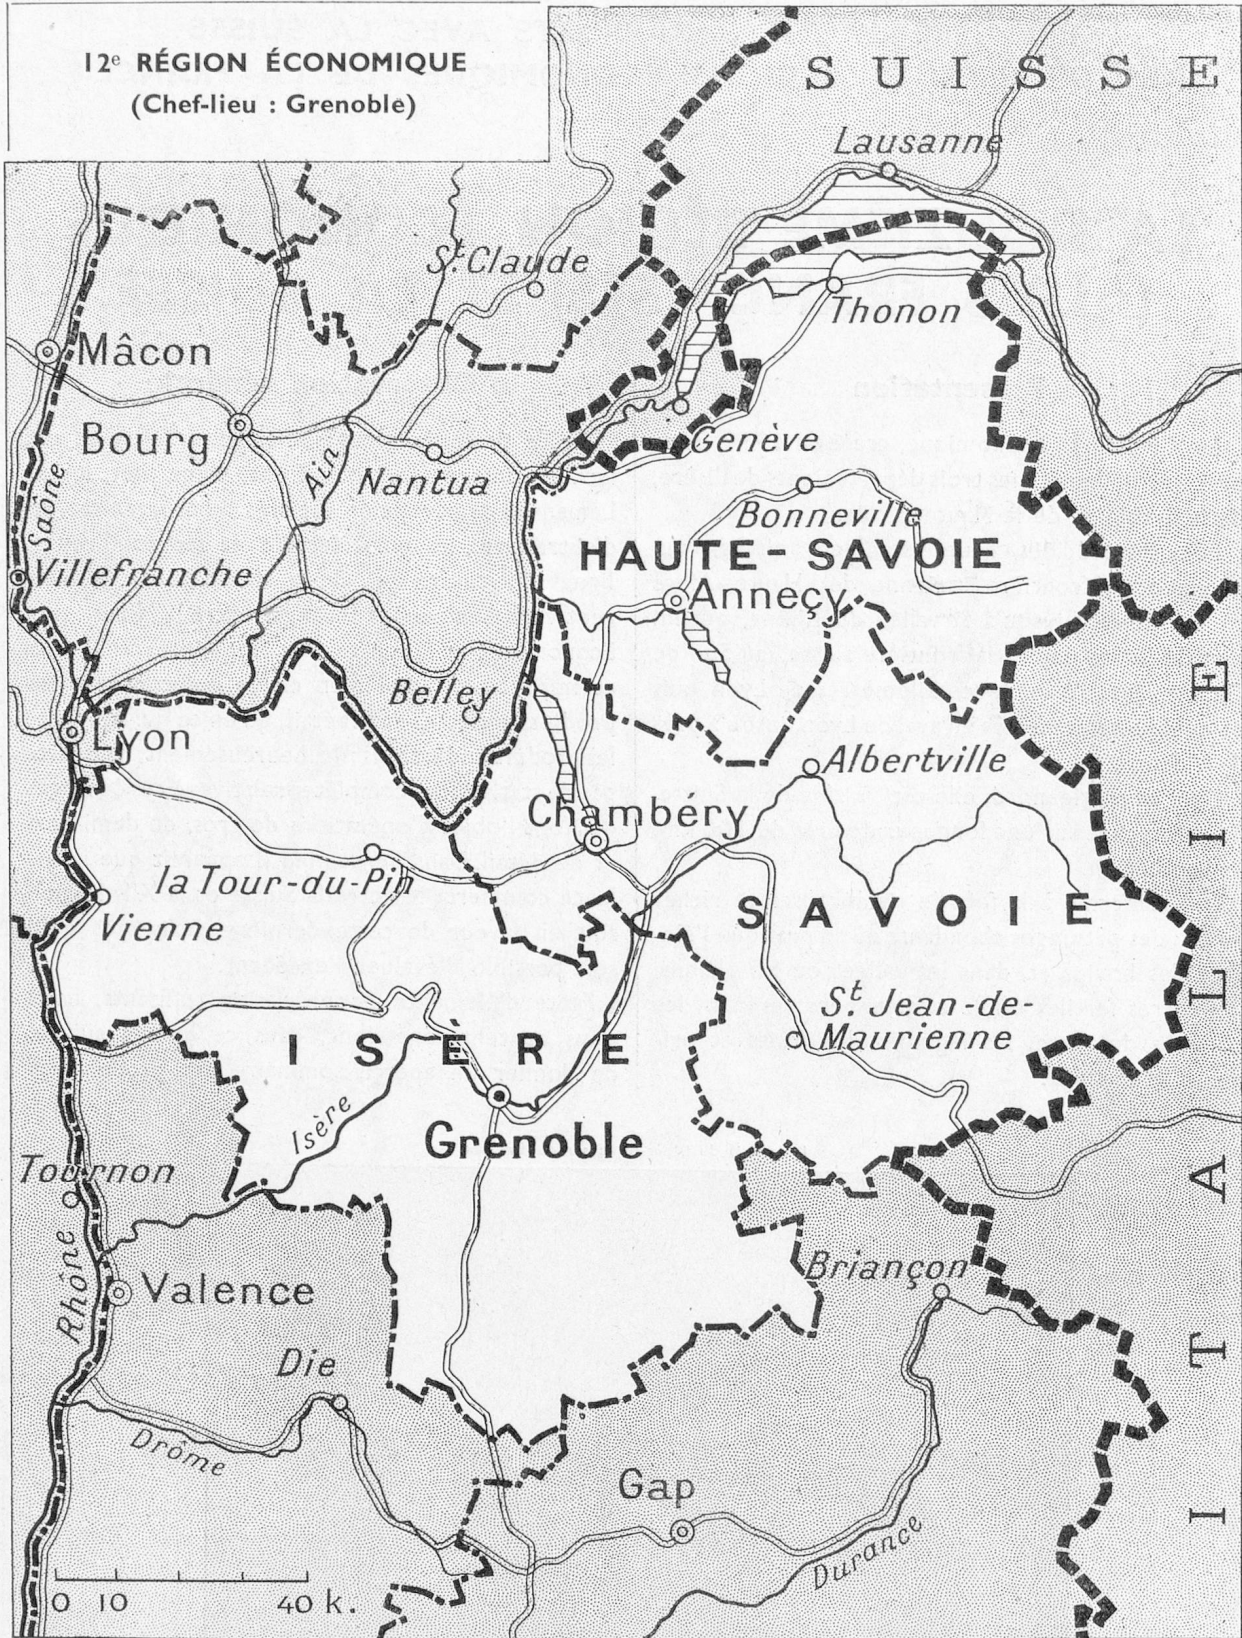 12e RÉGION ÉCONOMIQUE
(Chef-lieu : Grenoble)
SUISSE
Lausanne
St. Claude
Thonon
Mâcon
Bourg
Genève
Ain
Nantua
Saône
Bonneville
HAUTE-SAVOIE
Villefranche
Anneçy
Belley
Lyon
Albertville
Chambéry
la Tour-du-Pin
SAVOIE
Vienne
St Jean-de-
Maurienne
ISÈRE
Isère
Grenoble
Tournon
Rhône
Briançon
Valence
Die
ITALIE
Drôme
Gap
Durance
0 10 40 k.